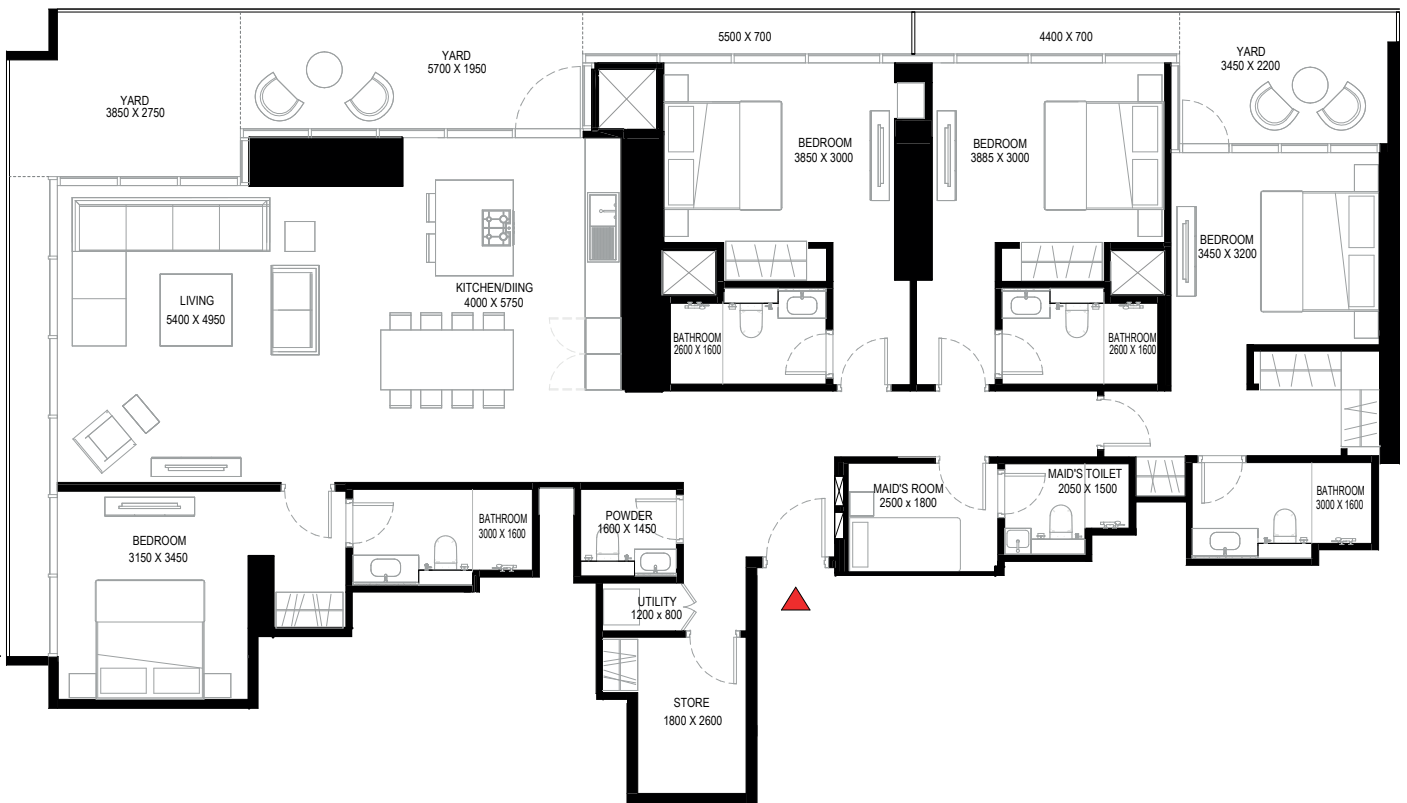 5500 X 700
4400 X 700
YARD
5700 X 1950
YARD
3450 X 2200
YARD
3850 X 2750
BEDROOM
3850 X 3000
BEDROOM
3885 X 3000
BEDROOM
3450 X 3200
LIVING
5400 X 4950
KITCHEN/DIING
4000 X 5750
BATHROOM
2600 X 1600
BATHROOM
2600 X 1600
BEDROOM
3150 X 3450
BATHROOM
3000 X 1600
POWDER
1600 X 1450
MAID'S ROOM
2500 x 1800
MAID'S TOILET
2050 X 1500
BATHROOM
3000 X 1600
UTILITY
1200 x 800
STORE
1800 X 2600